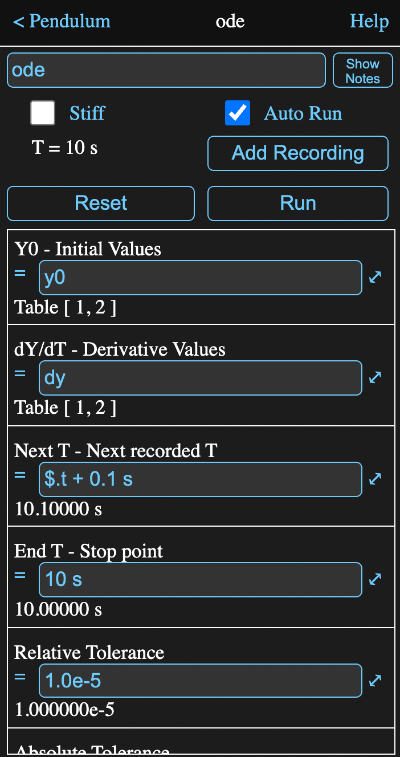 < Pendulum ode Help
ode Show Notes
Stiff Auto Run
T = 10 s Add Recording
Reset Run
Y0 - Initial Values
= y0
Table [ 1, 2 ]
dY/dT - Derivative Values
= dy
Table [ 1, 2 ]
Next T - Next recorded T
= $.t + 0.1 s
10.10000 s
End T - Stop point
= 10 s
10.00000 s
Relative Tolerance
= 1.0e-5
1.000000e-5
Absolute Tolerance